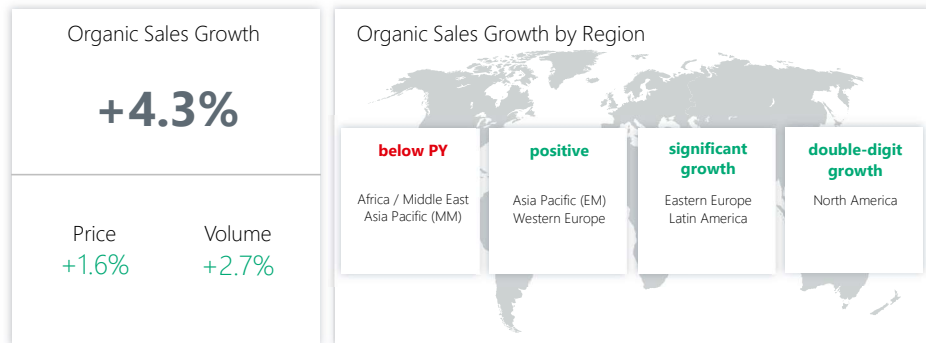 Organic Sales Growth
+4.3%
Price
+1.6%
Volume
+2.7%
Organic Sales Growth by Region
below PY
Africa / Middle East
Asia Pacific (MM)
positive
Asia Pacific (EM)
Western Europe
significant
growth
Eastern Europe
Latin America
double-digit
growth
North America